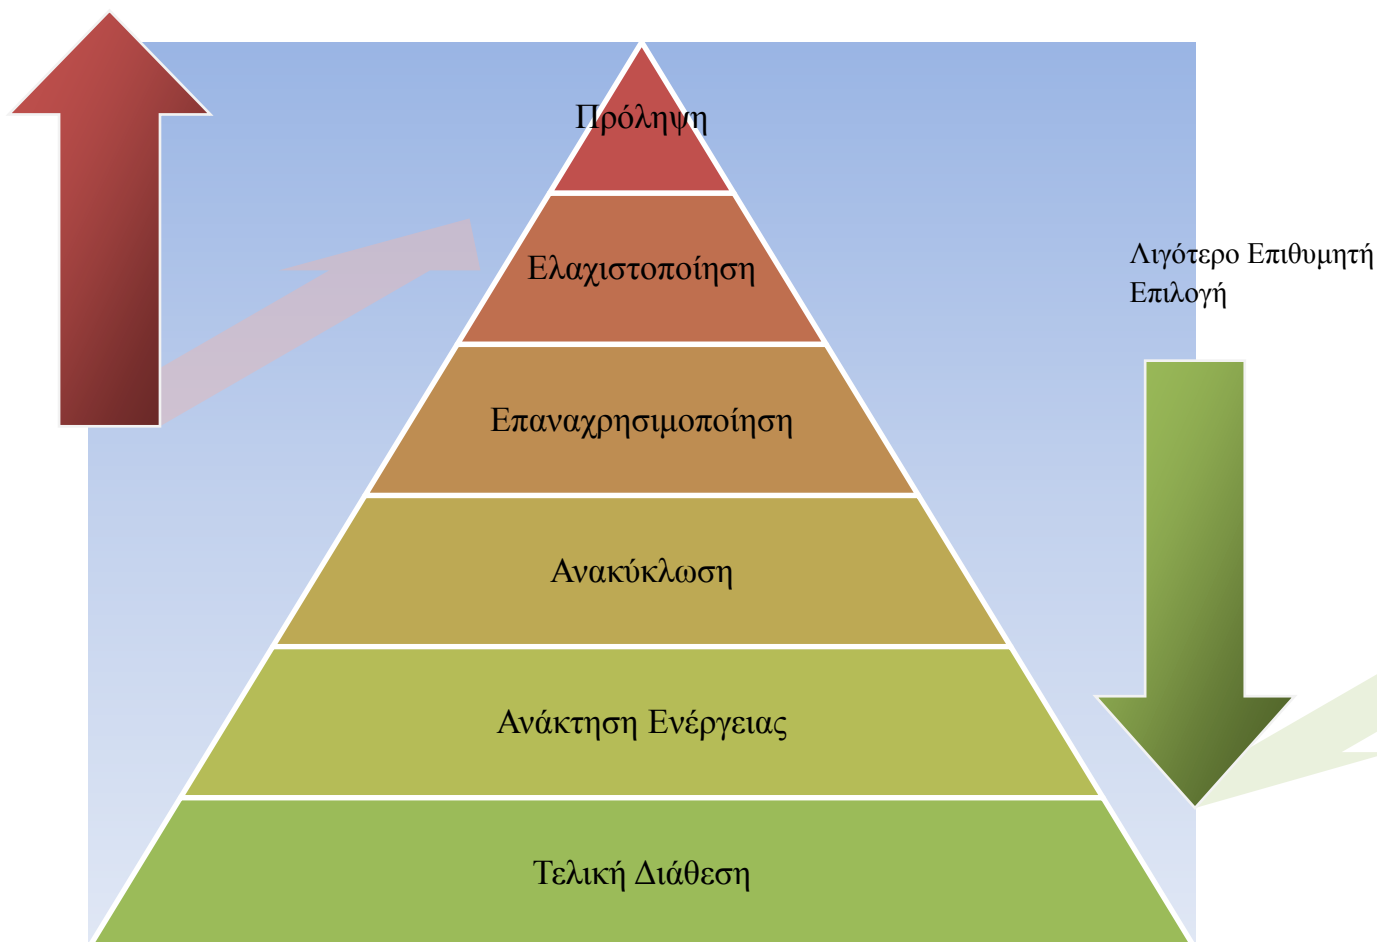 Πρόληψη
Ελαχιστοποίηση
Λιγότερο Επιθυμητή
Επιλογή
Επαναχρησιμοποίηση
Ανακύκλωση
Ανάκτηση Ενέργειας
Τελική Διάθεση